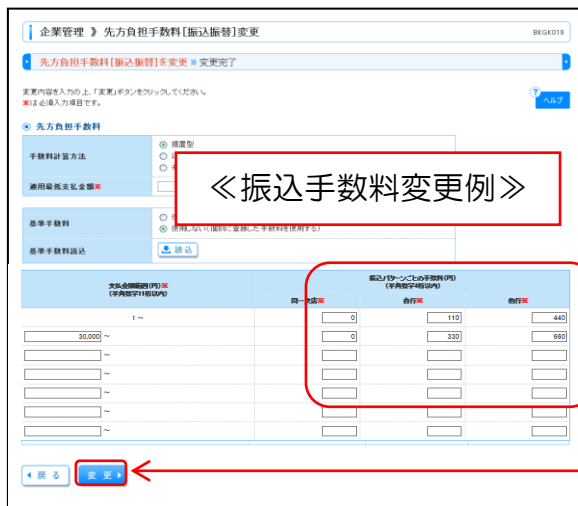 企業管理 》 先方負担手数料[振込振替]変更
BKGK019
先方負担手数料[振込振替]を変更 » 変更完了
変更内容を入力の上、「変更」ボタンをクリックしてください。
※は必須入力項目です。
? ヘルプ
先方負担手数料
手数料計算方法
据置型
適用最低支払金額※
≪振込手数料変更例≫
基準手数料
使用しない(個別に登録した手数料を使用する)
基準手数料読込
読込
支払金額範囲(円)※
(半角数字11桁以内)
振込パターンごとの手数料(円)
(半角数字4桁以内)
同一支店※ 自行※ 他行※
1 ~ 0 110 440
30,000 ~ 0 330 660
~
~
~
~
~
戻る
変更